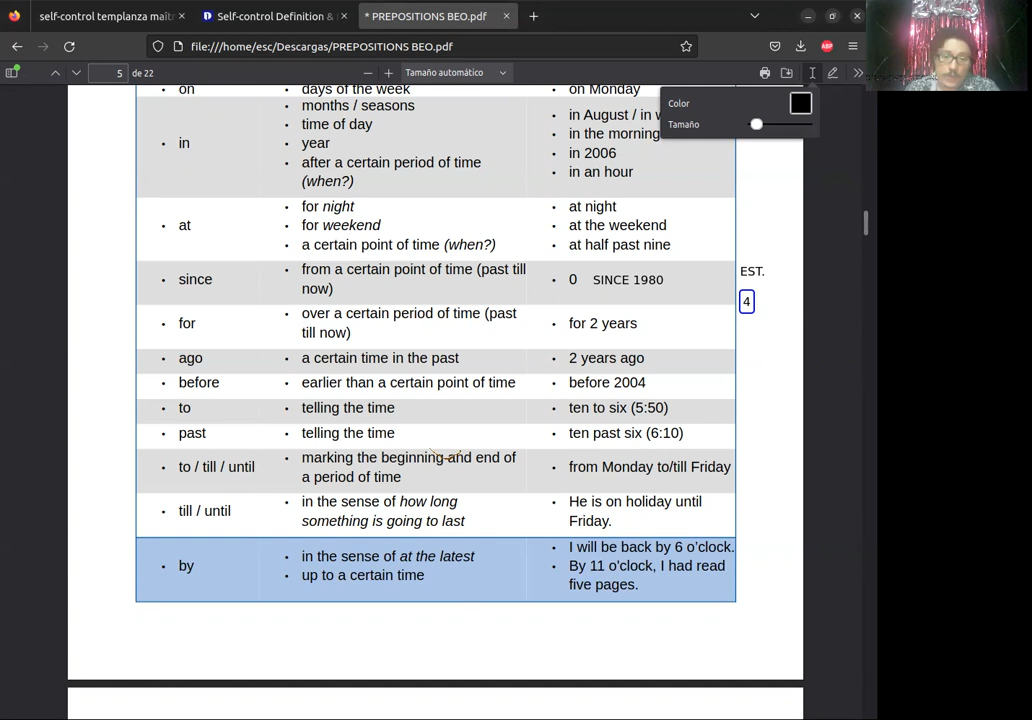 self-control templanza maîtr
Self-control Definition &
* PREPOSITIONS BEO.pdf
file:///home/esc/Descargas/PREPOSITIONS BEO.pdf
ABP
5 de 22
Tamaño automático
Color
Tamaño
on days of the week on Monday
in
months / seasons
time of day
year
after a certain period of time
(when?)
in August / in
in the morning
in 2006
in an hour
at
for night
for weekend
a certain point of time (when?)
at night
at the weekend
at half past nine
since
from a certain point of time (past till
now)
0 SINCE 1980
EST.
4
for
over a certain period of time (past
till now)
for 2 years
ago a certain time in the past 2 years ago
before earlier than a certain point of time before 2004
to telling the time ten to six (5:50)
past telling the time ten past six (6:10)
to / till / until
marking the beginning and end of
a period of time
from Monday to/till Friday
till / until
in the sense of how long
something is going to last
He is on holiday until
Friday.
by
in the sense of at the latest
up to a certain time
I will be back by 6 o'clock.
By 11 o'clock, I had read
five pages.